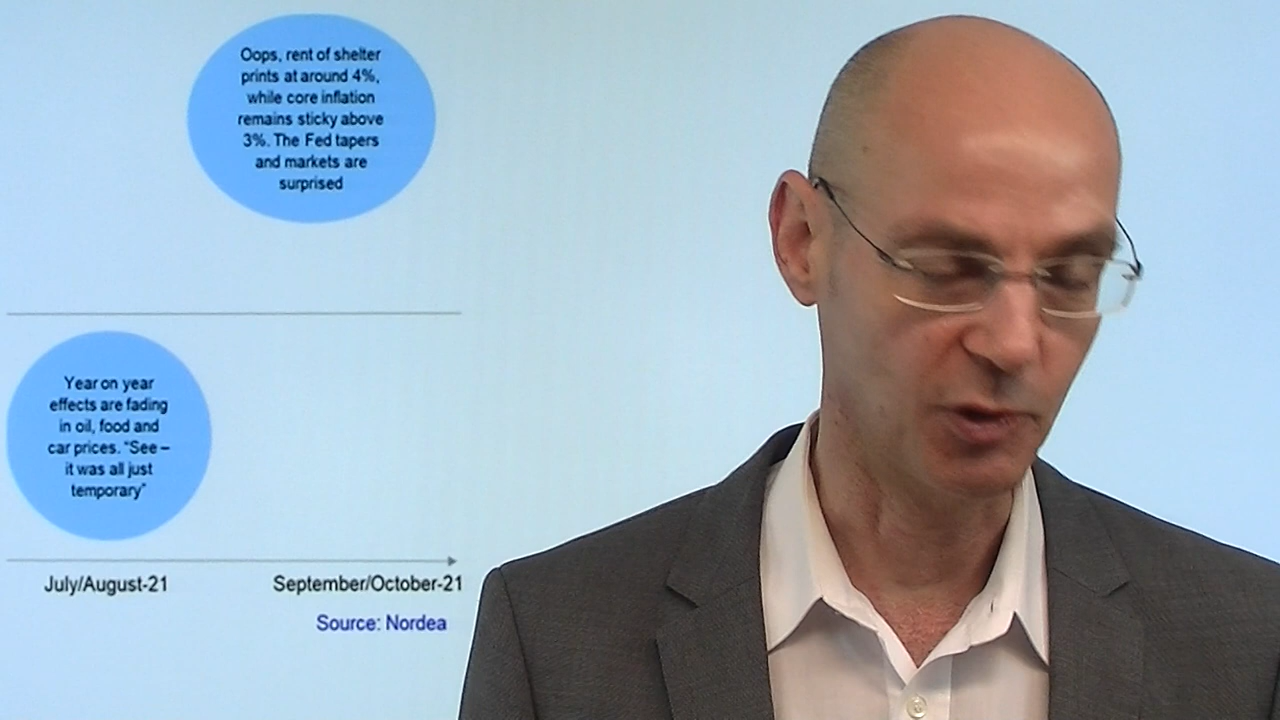 Oops, rent of shelter
prints at around 4%,
while core inflation
remains sticky above
3%. The Fed tapers
and markets are
surprised
Year on year
effects are fading
in oil, food and
car prices. "See –
it was all just
temporary"
July/August-21
September/October-21
Source: Nordea